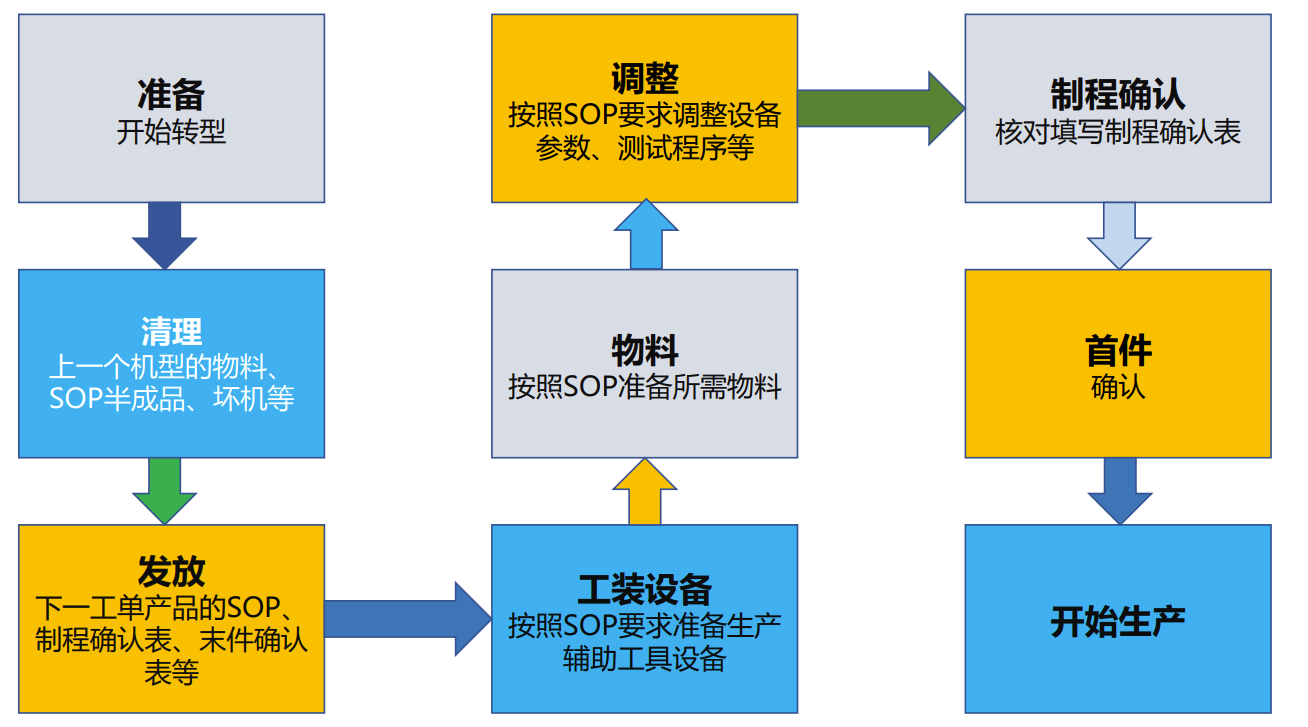 准备
开始转型
清理
上一个机型的物料、
SOP半成品、坏机等
发放
下一工单产品的SOP、
制程确认表、末件确认
表等
工装设备
按照SOP要求准备生产
辅助工具设备
物料
按照SOP准备所需物料
调整
按照SOP要求调整设备
参数、测试程序等
制程确认
核对填写制程确认表
首件
确认
开始生产